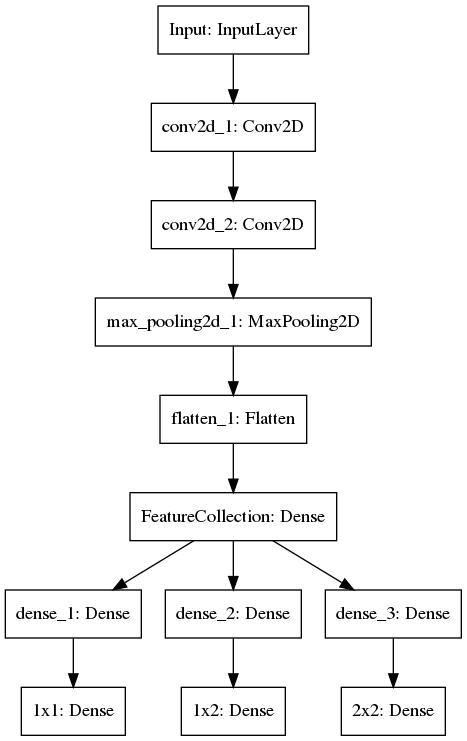 Input: InputLayer
conv2d_1: Conv2D
conv2d_2: Conv2D
max_pooling2d_1: MaxPooling2D
flatten_1: Flatten
FeatureCollection: Dense
dense_1: Dense
dense_2: Dense
dense_3: Dense
1x1: Dense
1x2: Dense
2x2: Dense